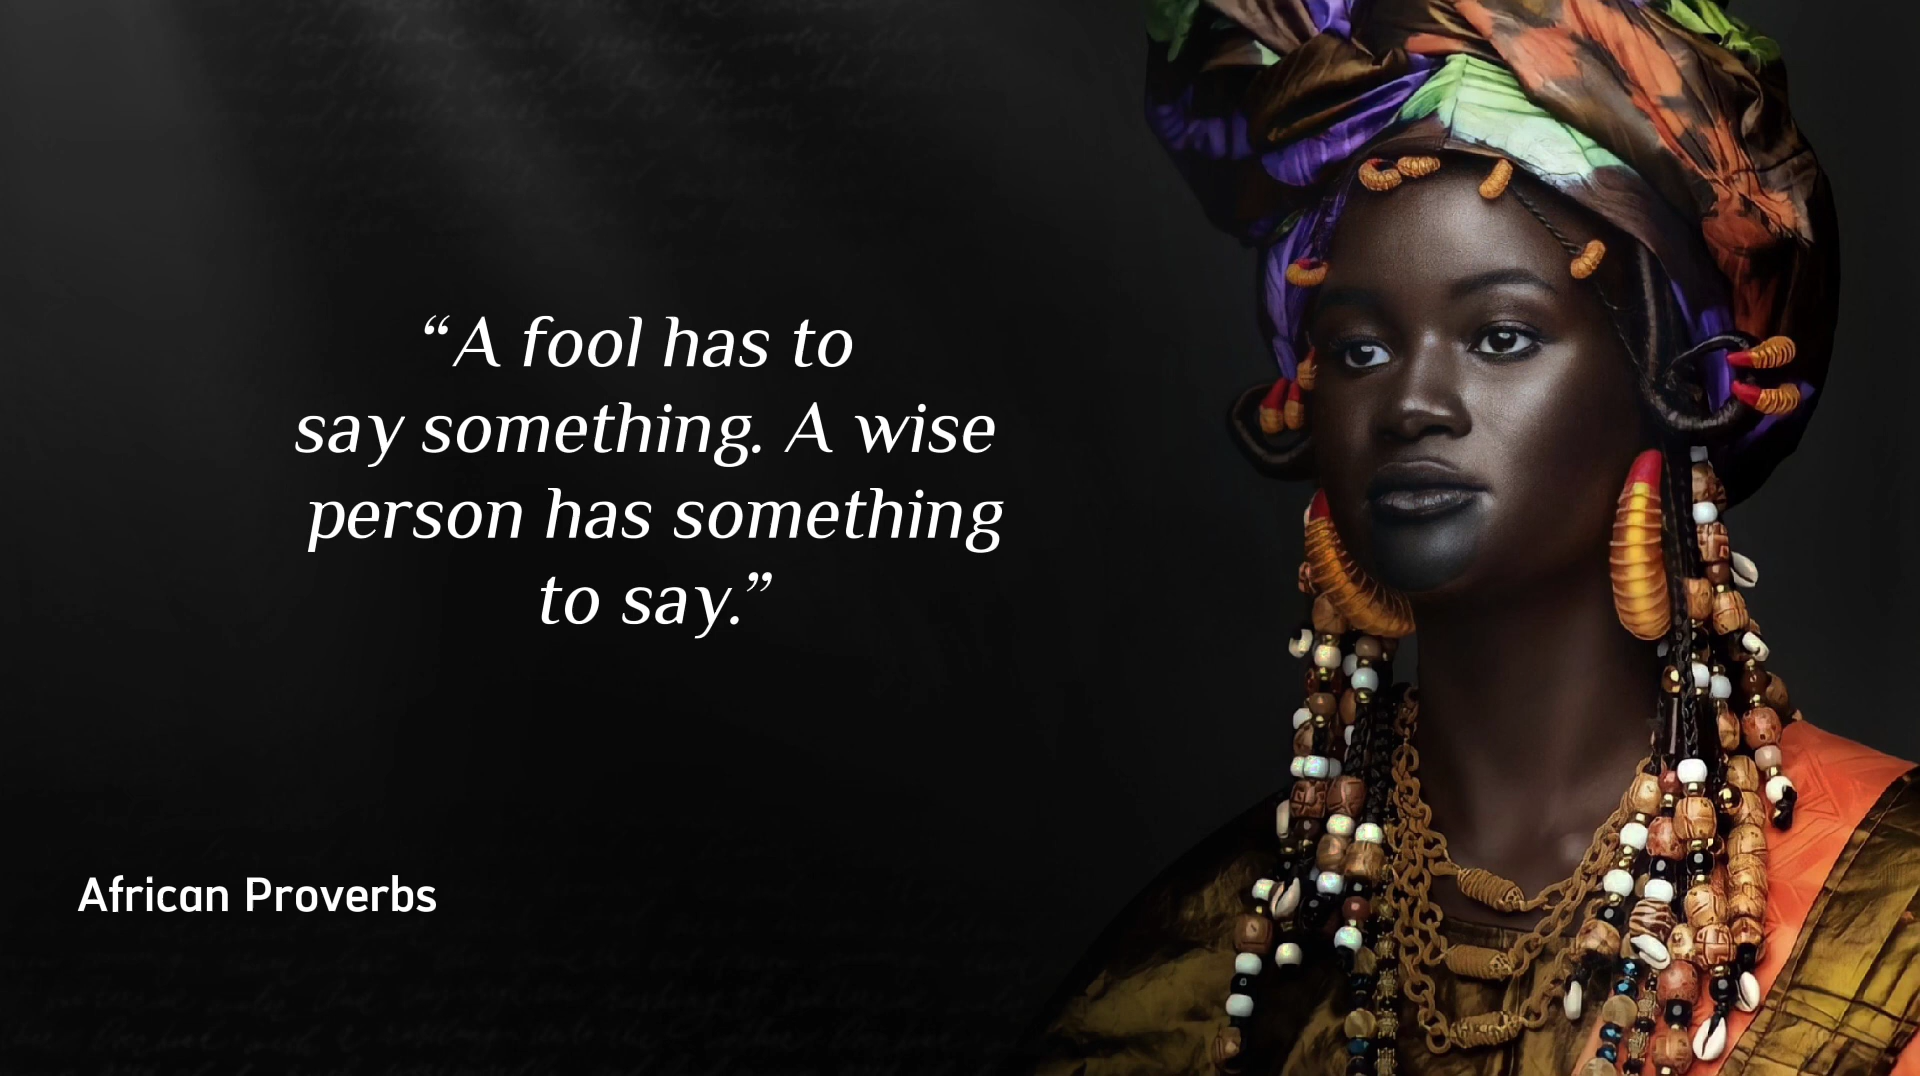 “A fool has to
say something. A wise
person has something
to say.”
African Proverbs